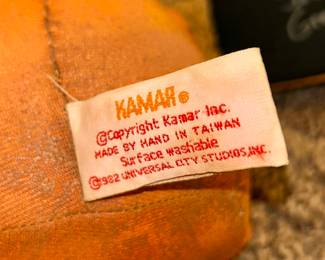 KAMAR®
©Copyright Kamar Inc.
MADE BY HAND IN TAIWAN
Surface washable
©1982 UNIVERSAL CITY STUDIOS, INC.